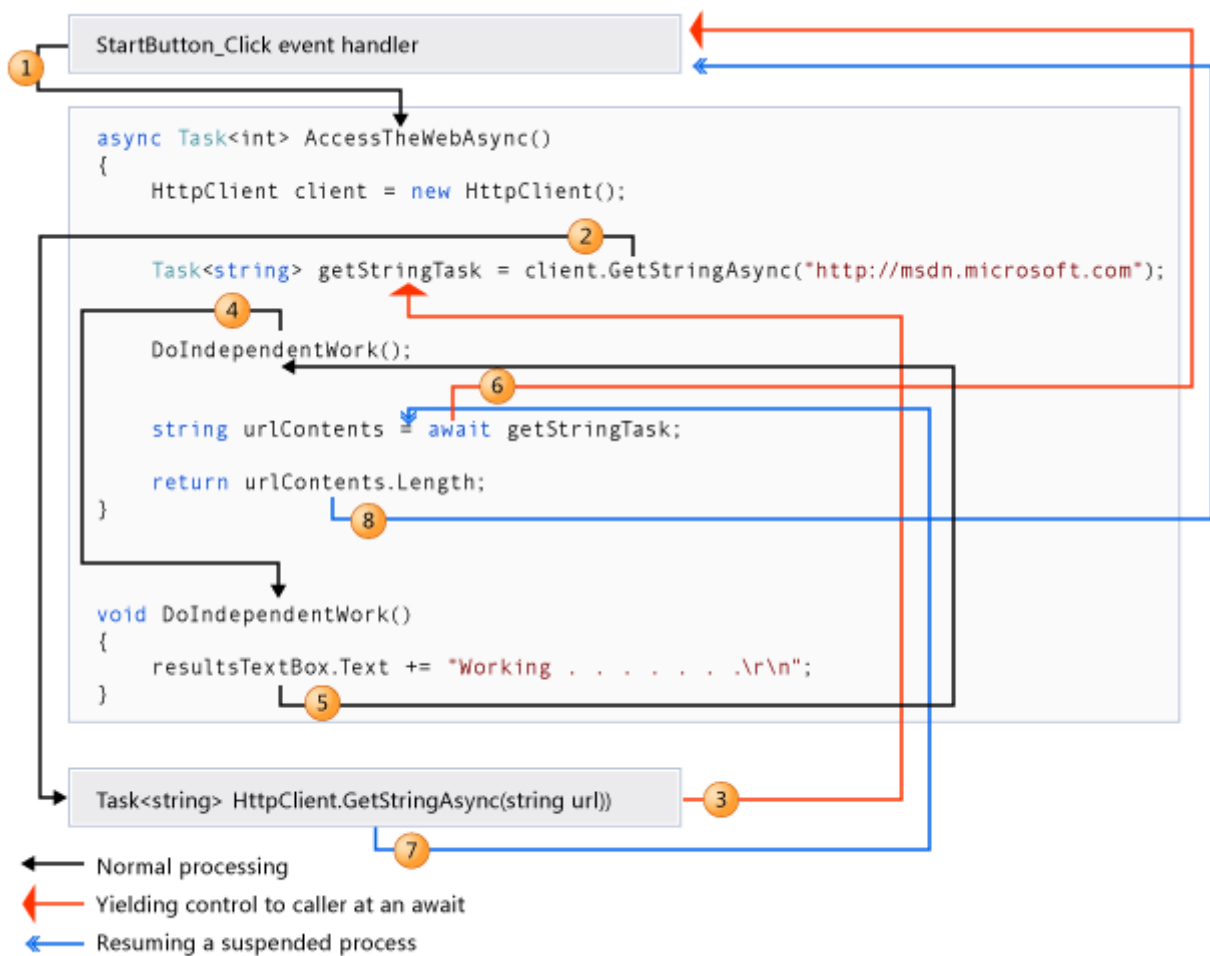 StartButton_Click event handler
1
async Task<int> AccessTheWebAsync()
{
HttpClient client = new HttpClient();
2
Task<string> getStringTask = client.GetStringAsync("http://msdn.microsoft.com");
4
DoIndependentWork();
6
string urlContents = await getStringTask;
return urlContents.Length;
}
8
void DoIndependentWork()
{
resultsTextBox.Text += "Working . . . . . . .\r\n";
}
5
Task<string> HttpClient.GetStringAsync(string url))
3
7
Normal processing
Yielding control to caller at an await
Resuming a suspended process